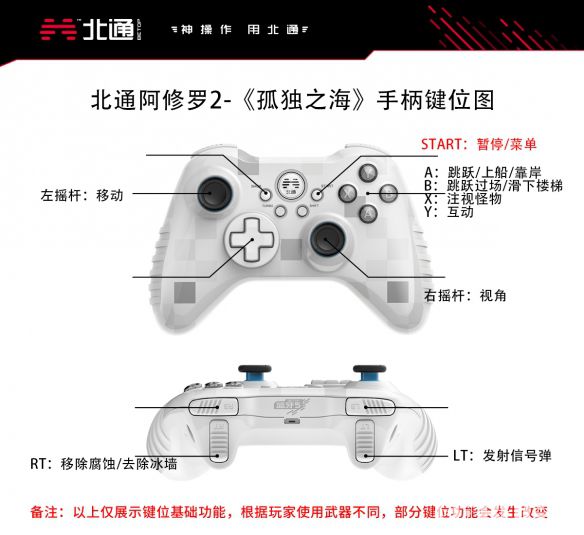 北通 BETOP
神操作 用北通
北通阿修罗2-《孤独之海》手柄键位图
START：暂停/菜单
A：跳跃/上船/靠岸
B：跳跃过场/滑下楼梯
X：注视怪物
Y：互动
左摇杆：移动
北通
Y
X
B
A
右摇杆：视角
RT：移除腐蚀/去除冰墙
LT：发射信号弹
备注：以上仅展示键位基础功能，根据玩家使用武器不同，部分键位功能会发生改变